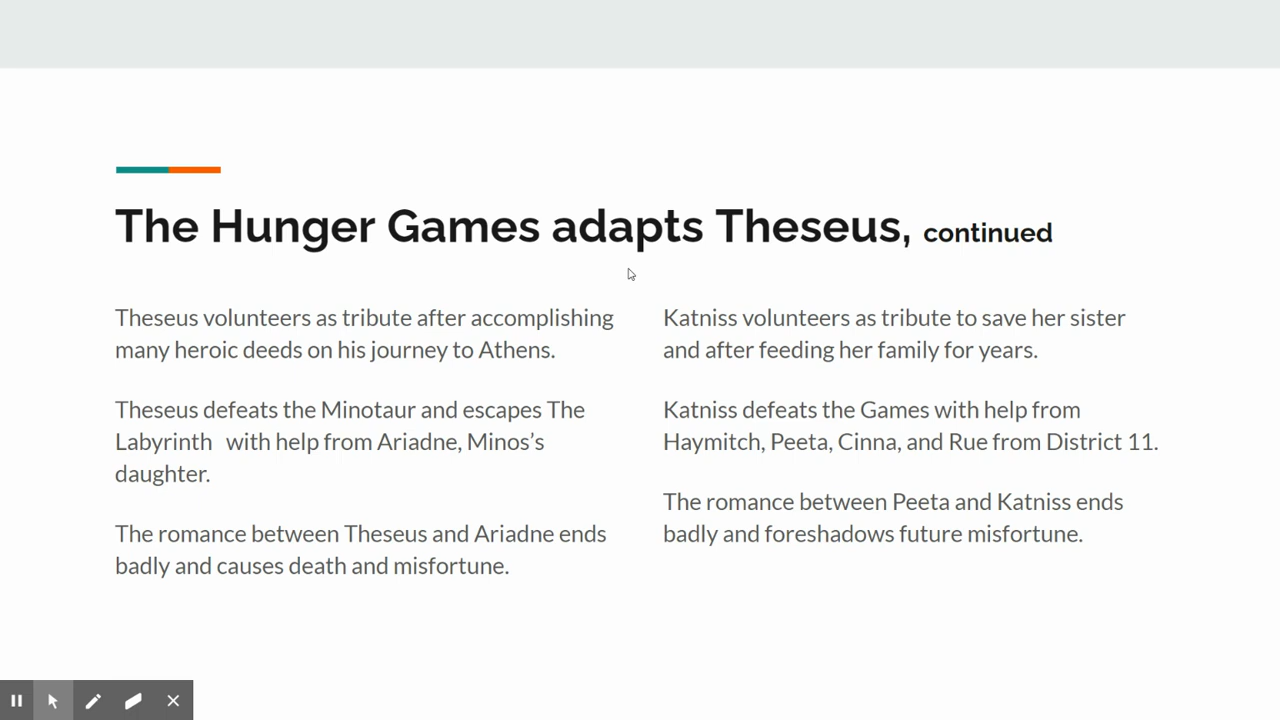 The Hunger Games adapts Theseus, continued
Theseus volunteers as tribute after accomplishing
many heroic deeds on his journey to Athens.
Theseus defeats the Minotaur and escapes The
Labyrinth with help from Ariadne, Minos’s
daughter.
The romance between Theseus and Ariadne ends
badly and causes death and misfortune.
Katniss volunteers as tribute to save her sister
and after feeding her family for years.
Katniss defeats the Games with help from
Haymitch, Peeta, Cinna, and Rue from District 11.
The romance between Peeta and Katniss ends
badly and foreshadows future misfortune.